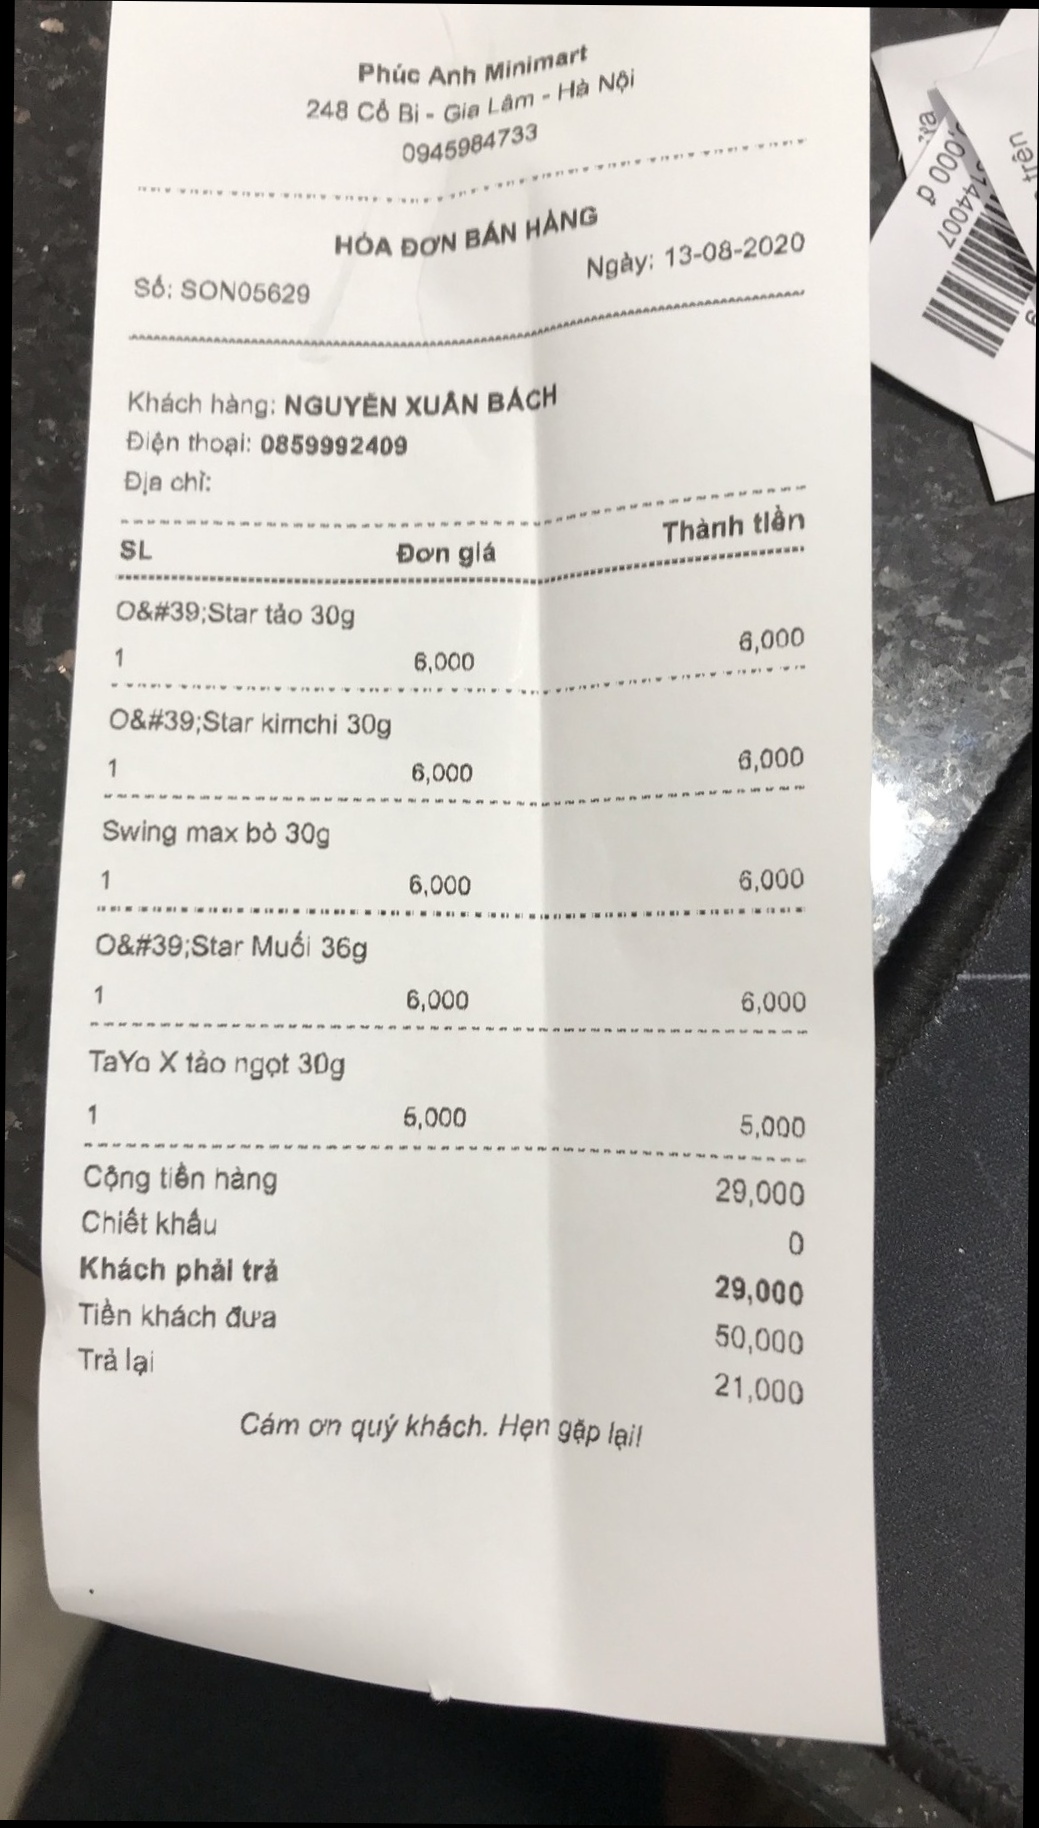 Phúc Anh Minimart
248 Cổ Bi - Gia Lâm - Hà Nội
0945984733
HÓA ĐƠN BÁN HÀNG
Số: SON05629 Ngày: 13-08-2020
Khách hàng: NGUYỄN XUÂN BÁCH
Điện thoại: 0859992409
Địa chỉ:
SL Đơn giá Thành tiền
O&#39;Star tảo 30g
1 6,000 6,000
O&#39;Star kimchi 30g
1 6,000 6,000
Swing max bò 30g
1 6,000 6,000
O&#39;Star Muối 36g
1 6,000 6,000
TaYo X tảo ngọt 30g
1 5,000 5,000
Cộng tiền hàng 29,000
Chiết khấu 0
Khách phải trả 29,000
Tiền khách đưa 50,000
Trả lại 21,000
Cám ơn quý khách. Hẹn gặp lại!
trên